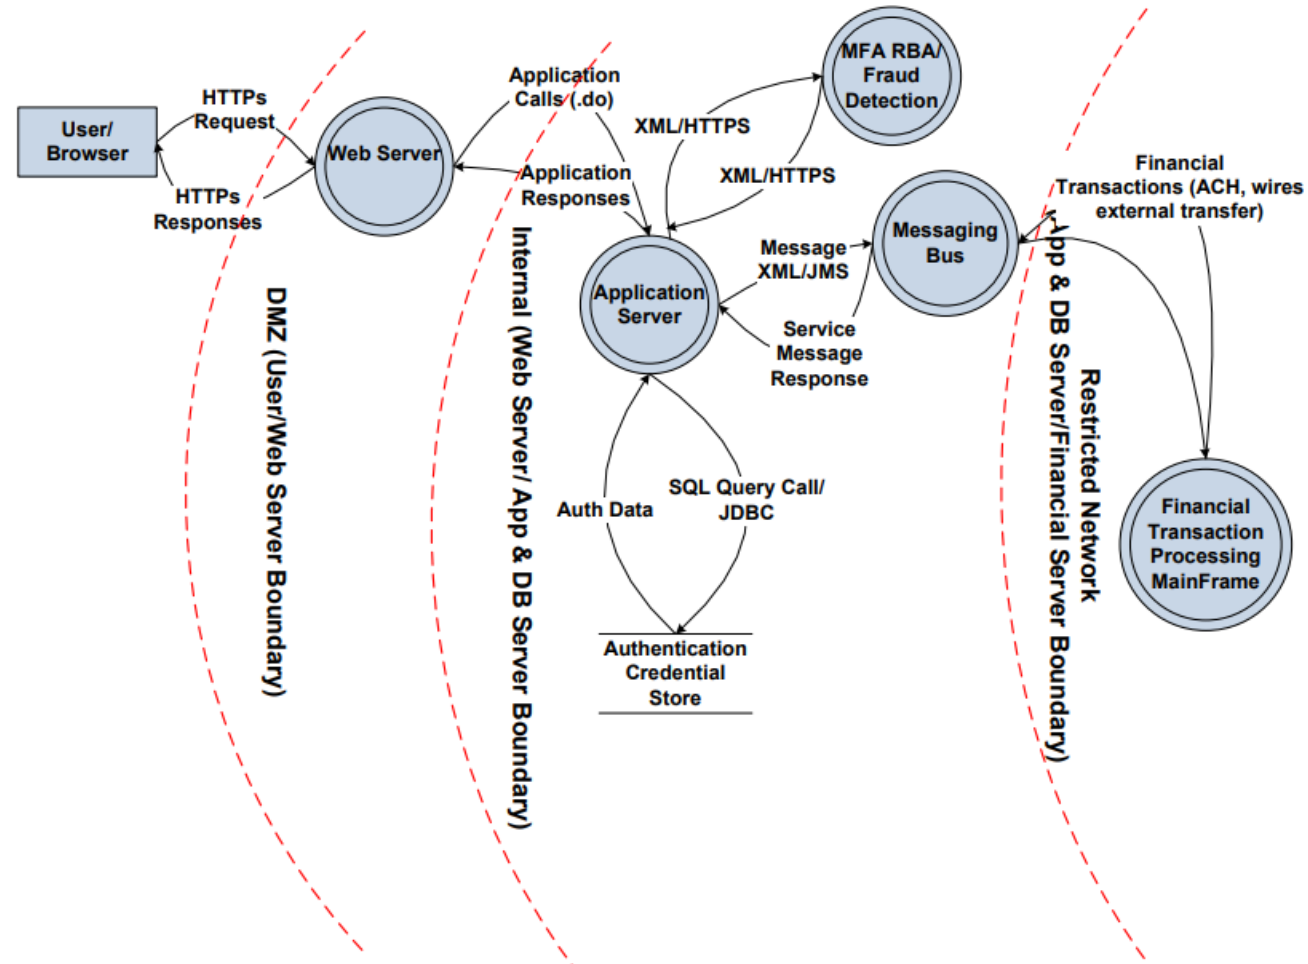 User/
Browser
HTTPs
Request
HTTPs
Responses
Web Server
DMZ (User/Web Server Boundary)
Application
Calls (.do)
Application
Responses
Internal (Web Server/ App & DB Server Boundary)
MFA RBA/
Fraud
Detection
XML/HTTPS
XML/HTTPS
Application
Server
Message
XML/JMS
Service
Message
Response
Messaging
Bus
Auth Data
SQL Query Call/
JDBC
Authentication
Credential
Store
Financial
Transactions (ACH, wires
external transfer)
Restricted Network
App & DB Server/Financial Server Boundary)
Financial
Transaction
Processing
MainFrame